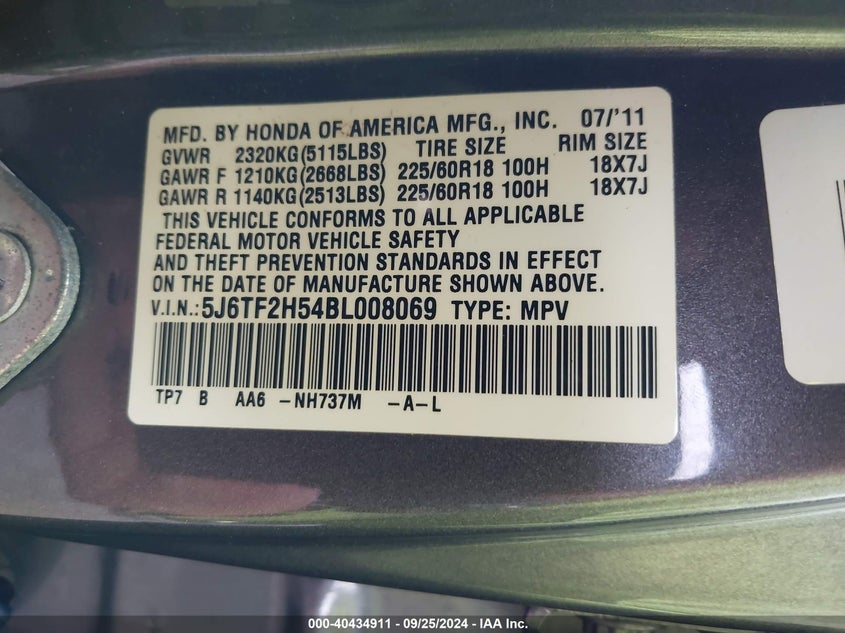 MFD. BY HONDA OF AMERICA MFG., INC. 07/'11
GVWR 2320KG(5115LBS) TIRE SIZE RIM SIZE
GAWR F 1210KG(2668LBS) 225/60R18 100H 18X7J
GAWR R 1140KG(2513LBS) 225/60R18 100H 18X7J
THIS VEHICLE CONFORMS TO ALL APPLICABLE
FEDERAL MOTOR VEHICLE SAFETY
AND THEFT PREVENTION STANDARDS IN EFFECT
ON THE DATE OF MANUFACTURE SHOWN ABOVE.
V.I.N.:5J6TF2H54BL008069 TYPE: MPV
TP7 B AA6 -NH737M -A-L
000-40434911 - 09/25/2024 - IAA Inc.